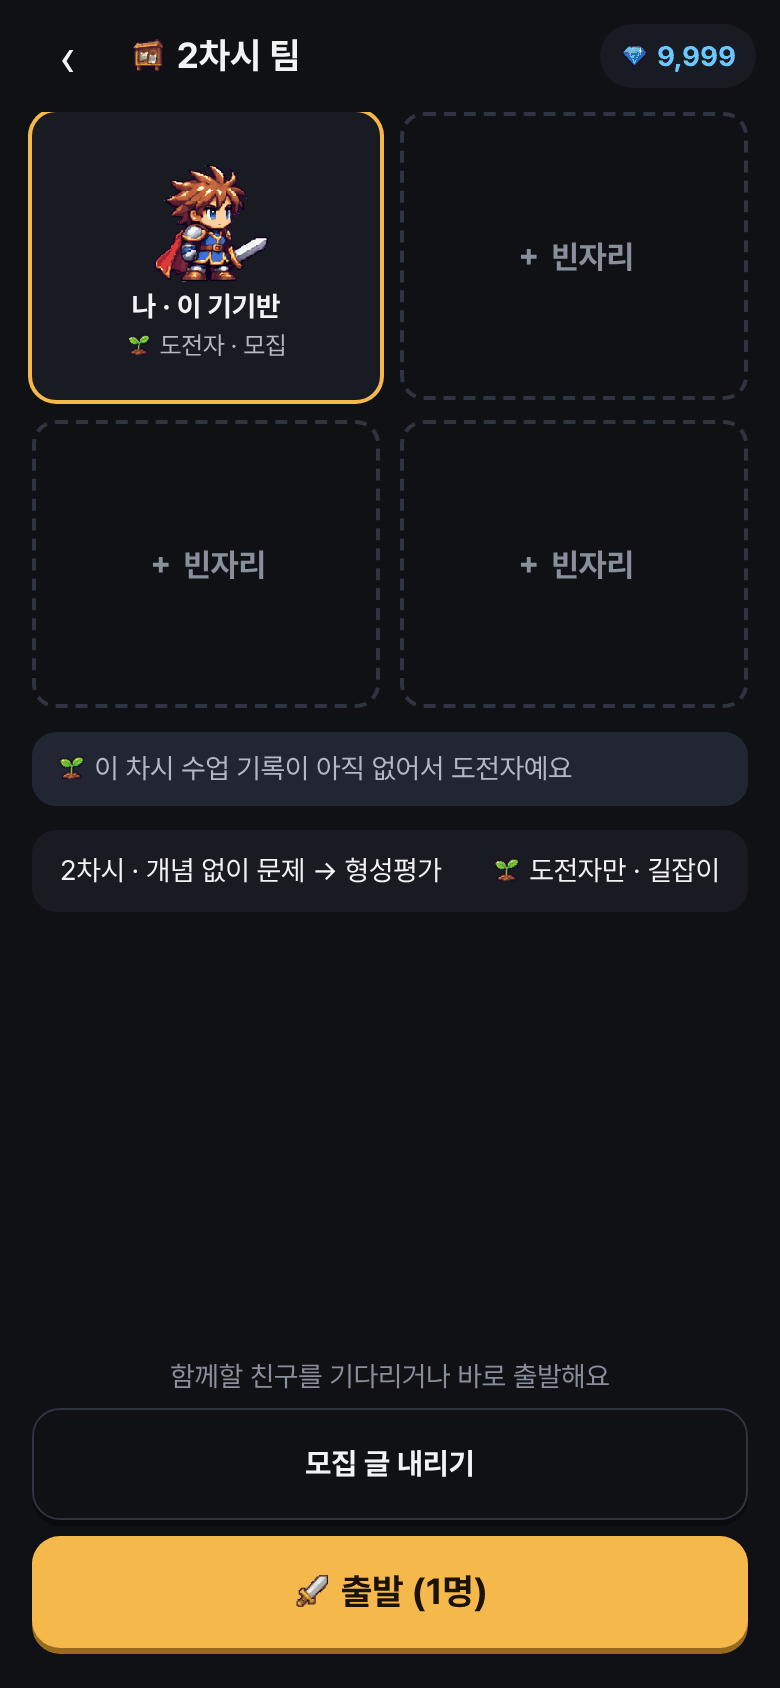 ‹ 2차시 팀 9,999
나 · 이 기기반
도전자 · 모집
+ 빈자리
+ 빈자리
+ 빈자리
이 차시 수업 기록이 아직 없어서 도전자예요
2차시 · 개념 없이 문제 → 형성평가 도전자만 · 길잡이
함께할 친구를 기다리거나 바로 출발해요
모집 글 내리기
출발 (1명)